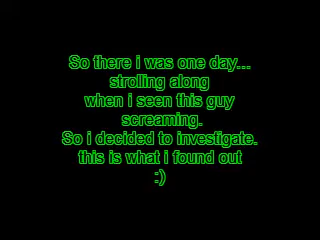 So there i was one day...
strolling along
when i seen this guy
screaming.
So i decided to investigate.
this is what i found out
:)